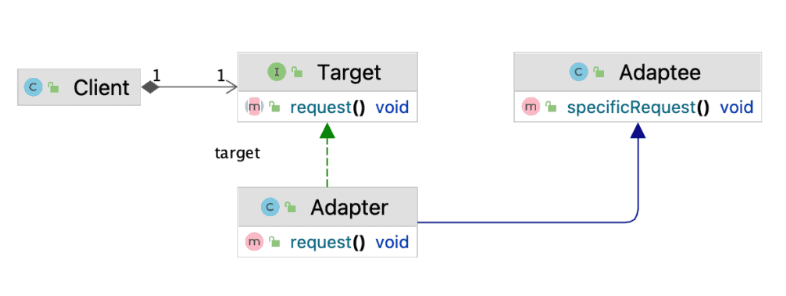 C Client
1
1
I Target
m request() void
C Adaptee
m specificRequest() void
target
C Adapter
m request() void